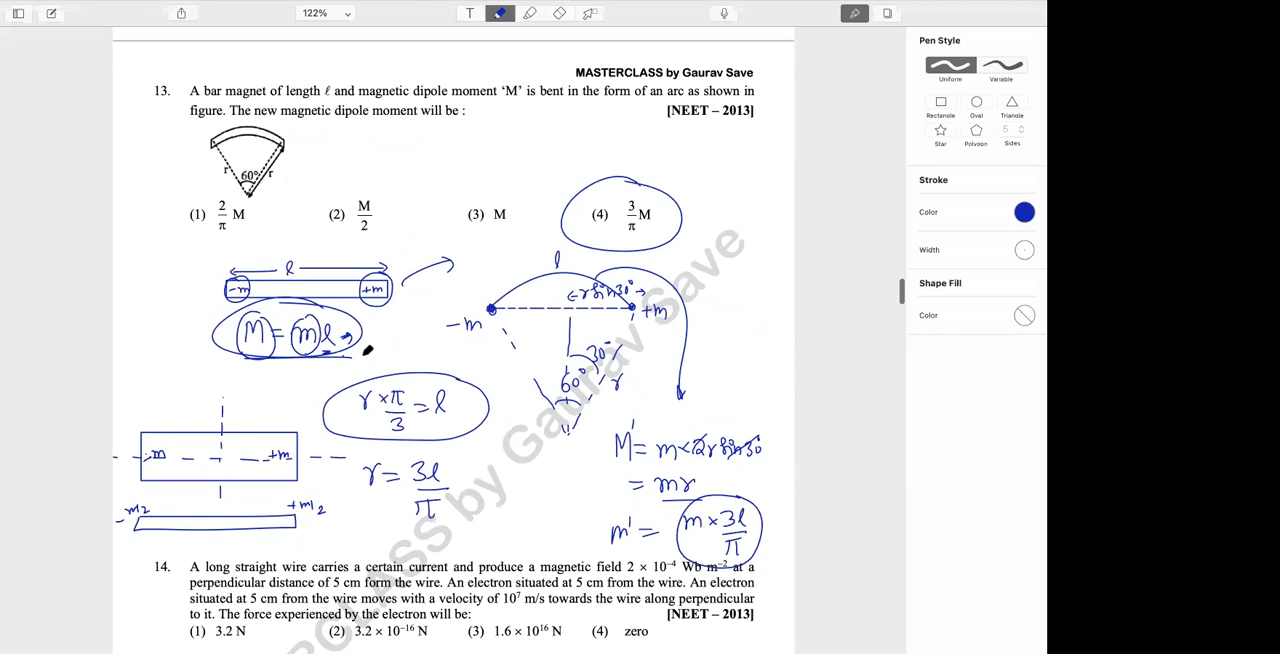 122%
T
MASTERCLASS by Gaurav Save
13. A bar magnet of length ℓ and magnetic dipole moment ‘M’ is bent in the form of an arc as shown in
figure. The new magnetic dipole moment will be : [NEET – 2013]
r 60° r
(1) 2/π M (2) M/2 (3) M (4) 3/π M
ℓ
-m +m
M = mℓ
ℓ
r sin30°
-m +m
30°
60° r
r × π/3 = ℓ
r = 3ℓ/π
M' = m × 2r sin 30
= mr
m' = m × 3ℓ/π
-m +m
-m/2 +m/2
MASTERCLASS by Gaurav Save
14. A long straight wire carries a certain current and produce a magnetic field 2 × 10⁻⁴ Wb m⁻² at a
perpendicular distance of 5 cm form the wire. An electron situated at 5 cm from the wire. An electron
situated at 5 cm from the wire moves with a velocity of 10⁷ m/s towards the wire along perpendicular
to it. The force experienced by the electron will be: [NEET – 2013]
(1) 3.2 N (2) 3.2 × 10⁻¹⁶ N (3) 1.6 × 10¹⁶ N (4) zero
Pen Style
Uniform Variable
Rectangle Oval Triangle
5
Star Polygon Sides
Stroke
Color
Width
Shape Fill
Color